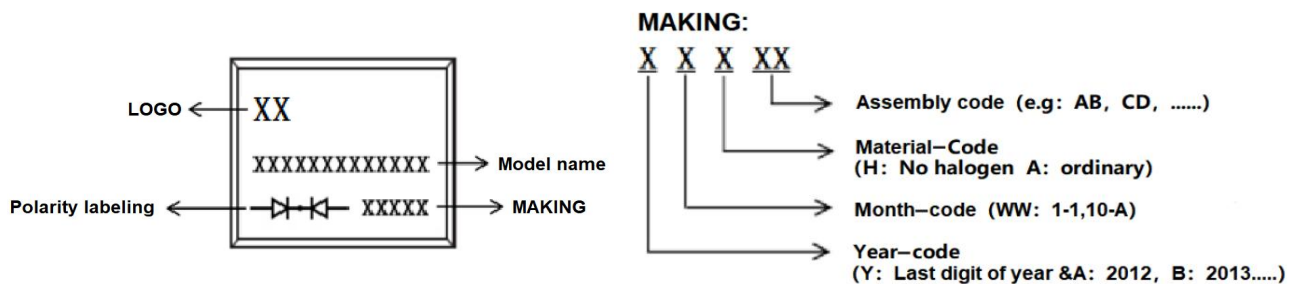 LOGO
XX
XXXXXXXXXXXXX
Model name
Polarity labeling
XXXXX
MAKING
MAKING:
X X X XX
Assembly code (e.g: AB, CD, ......)
Material-Code
(H: No halogen A: ordinary)
Month-code (WW: 1-1,10-A)
Year-code
(Y: Last digit of year &A: 2012, B: 2013.....)